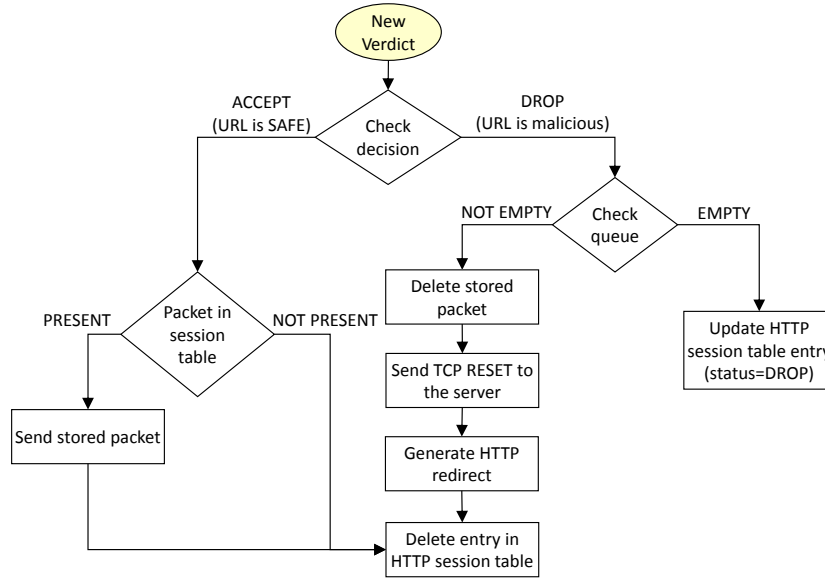 New
Verdict
ACCEPT
(URL is SAFE)
Check
decision
DROP
(URL is malicious)
NOT EMPTY
Check
queue
EMPTY
Delete stored
packet
PRESENT
Packet in
session
table
NOT PRESENT
Update HTTP
session table entry
(status=DROP)
Send TCP RESET to
the server
Send stored packet
Generate HTTP
redirect
Delete entry in
HTTP session table